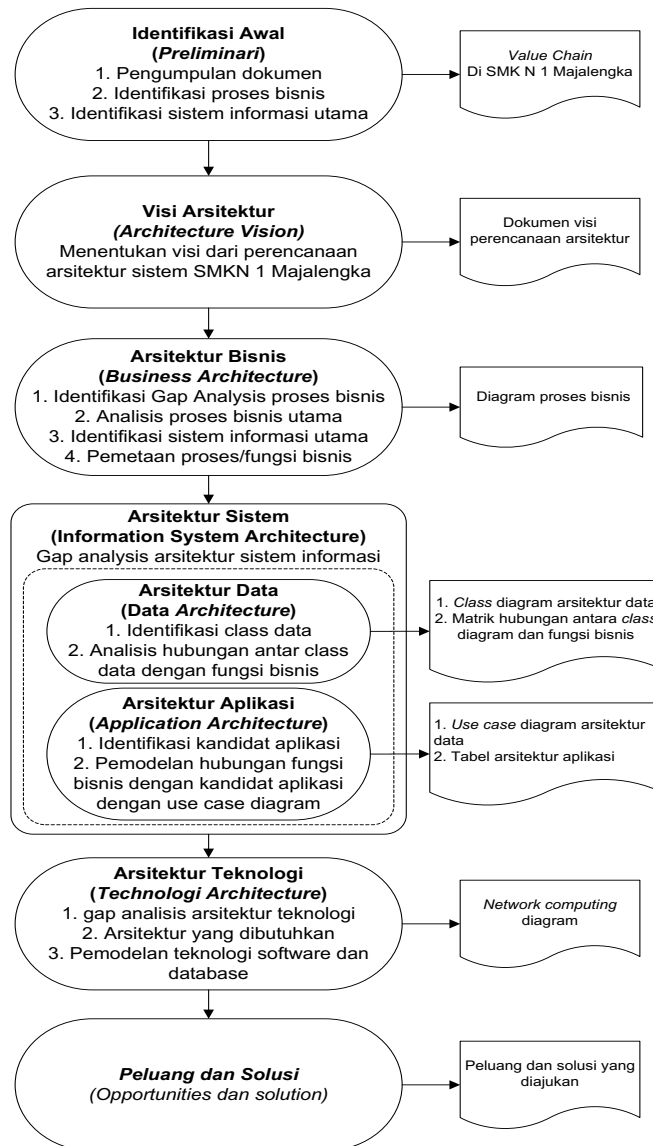 Identifikasi Awal
(Preliminari)
1. Pengumpulan dokumen
2. Identifikasi proses bisnis
3. Identifikasi sistem informasi utama
Value Chain
Di SMK N 1 Majalengka
Visi Arsitektur
(Architecture Vision)
Menentukan visi dari perencanaan
arsitektur sistem SMKN 1 Majalengka
Dokumen visi
perencanaan arsitektur
Arsitektur Bisnis
(Business Architecture)
1. Identifikasi Gap Analysis proses bisnis
2. Analisis proses bisnis utama
3. Identifikasi sistem informasi utama
4. Pemetaan proses/fungsi bisnis
Diagram proses bisnis
Arsitektur Sistem
(Information System Architecture)
Gap analysis arsitektur sistem informasi
Arsitektur Data
(Data Architecture)
1. Identifikasi class data
2. Analisis hubungan antar class
data dengan fungsi bisnis
1. Class diagram arsitektur data
2. Matrik hubungan antara class
diagram dan fungsi bisnis
Arsitektur Aplikasi
(Application Architecture)
1. Identifikasi kandidat aplikasi
2. Pemodelan hubungan fungsi
bisnis dengan kandidat aplikasi
dengan use case diagram
1. Use case diagram arsitektur
data
2. Tabel arsitektur aplikasi
Arsitektur Teknologi
(Technologi Architecture)
1. gap analisis arsitektur teknologi
2. Arsitektur yang dibutuhkan
3. Pemodelan teknologi software dan
database
Network computing
diagram
Peluang dan Solusi
(Opportunities dan solution)
Peluang dan solusi yang
diajukan